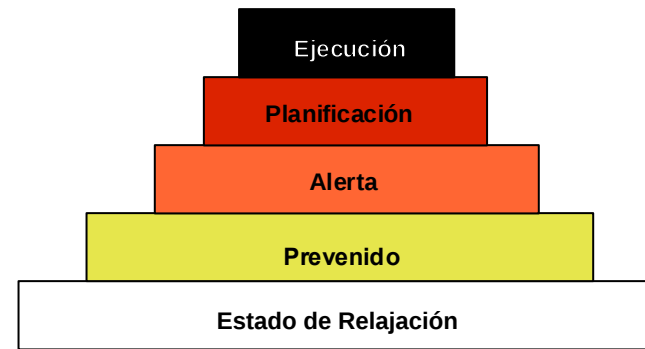 Ejecución
Planificación
Alerta
Prevenido
Estado de Relajación